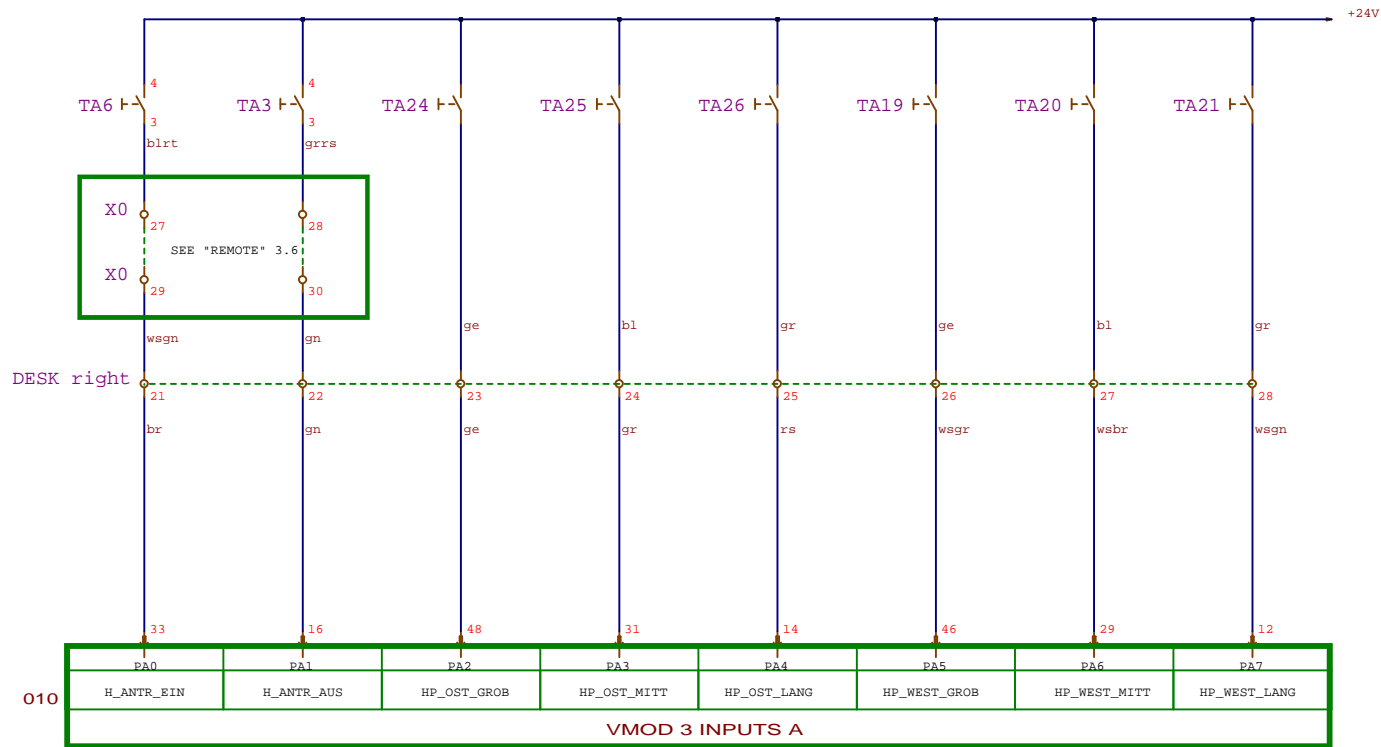 +24V
4 4
TA6 TA3 TA24 TA25 TA26 TA19 TA20 TA21
3 3
blrt grrs
X0
27 28
SEE "REMOTE" 3.6
X0
29 30
ge bl gr ge bl gr
wsgn gn
DESK right
21 22 23 24 25 26 27 28
br gn ge gr rs wsgr wsbr wsgn
33 16 48 31 14 46 29 12
PA0 PA1 PA2 PA3 PA4 PA5 PA6 PA7
010 H_ANTR_EIN H_ANTR_AUS HP_OST_GROB HP_OST_MITT HP_OST_LANG HP_WEST_GROB HP_WEST_MITT HP_WEST_LANG
VMOD 3 INPUTS A